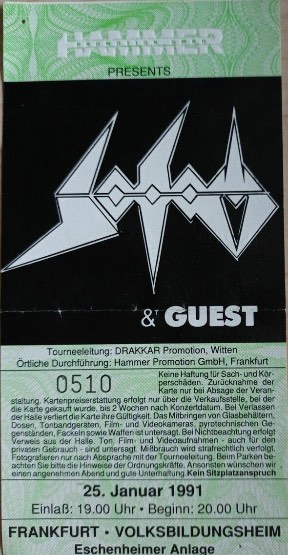 HAMMER
PRESENTS
SODOM
& GUEST
Tourneeleitung: DRAKKAR Promotion, Witten
Örtliche Durchführung: Hammer Promotion GmbH, Frankfurt
0510
Keine Haftung für Sach- und Kör-
perschäden. Zurücknahme der
Karte nur bei Absage der Veran-
staltung. Kartenpreiserstattung erfolgt nur über die Verkaufsstelle, bei der
die Karte gekauft wurde, bis 2 Wochen nach Konzertdatum. Bei Verlassen
der Halle verliert die Karte ihre Gültigkeit. Das Mitbringen von Glasbehältern,
Dosen, Tonbandgeräten, Film- und Videokameras, pyrotechnischen Ge-
genständen, Fackeln sowie Waffen ist untersagt. Bei Nichtbeachtung erfolgt
Verweis aus der Halle. Ton, Film- und Videoaufnahmen - auch für den
privaten Gebrauch - sind untersagt. Mißbrauch wird strafrechtlich verfolgt.
Fotografieren nur nach Absprache mit der Tourneeleitung. Beim Parken be-
achten Sie bitte die Hinweise der Ordnungskräfte. Ansonsten wünschen wir
einen angenehmen Abend und gute Unterhaltung. Kein Sitzplatzanspruch
25. Januar 1991
Einlaß: 19.00 Uhr • Beginn: 20.00 Uhr
FRANKFURT · VOLKSBILDUNGSHEIM
Eschenheimer Anlage